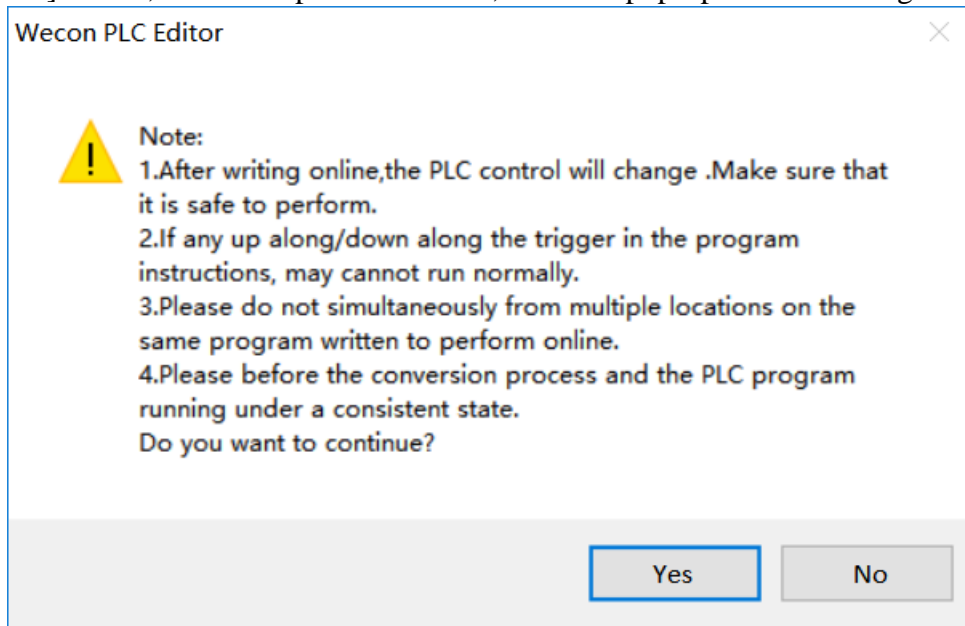 Wecon PLC Editor
Note:
1.After writing online,the PLC control will change .Make sure that
it is safe to perform.
2.If any up along/down along the trigger in the program
instructions, may cannot run normally.
3.Please do not simultaneously from multiple locations on the
same program written to perform online.
4.Please before the conversion process and the PLC program
running under a consistent state.
Do you want to continue?
Yes
No